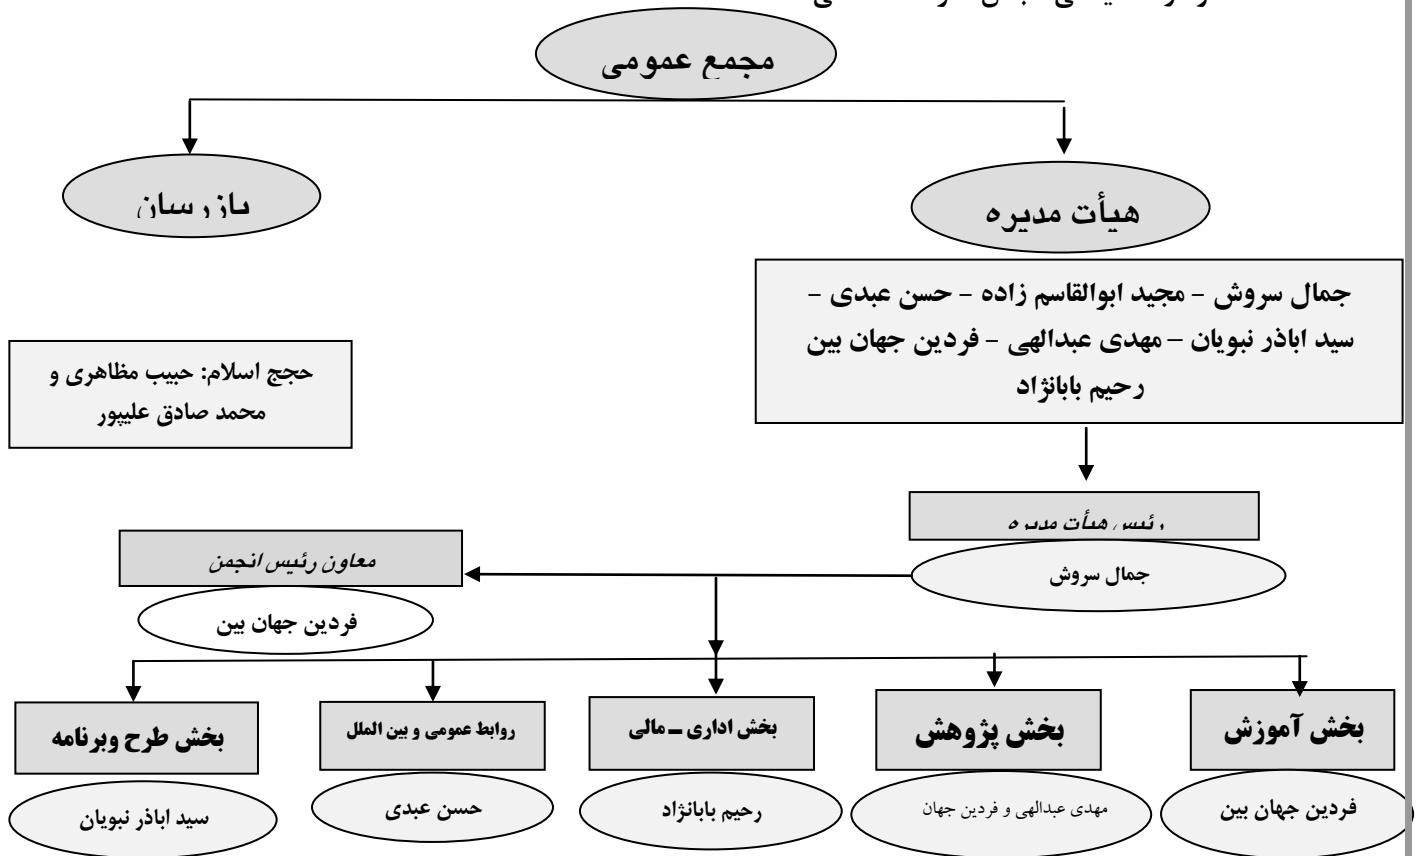 مجمع عمومی
بازرسان
هیأت مدیره
جمال سروش - مجید ابوالقاسم زاده - حسن عبدی -
سید اباذر نبویان – مهدی عبدالهی - فردین جهان بین
رحیم بابانژاد
حجج اسلام: حبیب مظاهری و
محمد صادق علیپور
رئیس هیأت مدیره
جمال سروش
معاون رئیس انجمن
فردین جهان بین
بخش آموزش
بخش پژوهش
بخش اداری – مالی
روابط عمومی و بین الملل
بخش طرح وبرنامه
فردین جهان بین
مهدی عبدالهی و فردین جهان
رحیم بابانژاد
حسن عبدی
سید اباذر نبویان